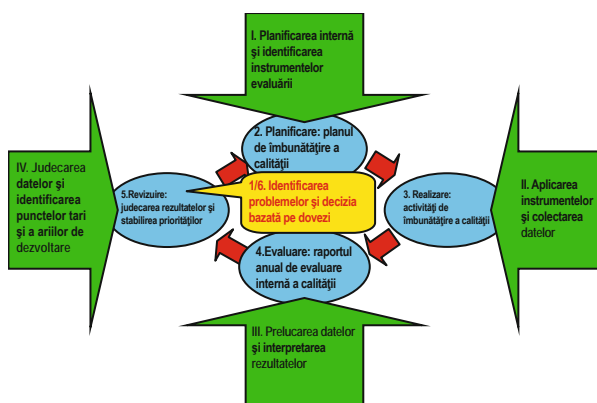 I. Planificarea internă
şi identificarea
instrumentelor
evaluării
2. Planificare: planul
de îmbunătăţire a
calităţii
IV. Judecarea
datelor şi
identificarea
punctelor tari
şi a ariilor de
dezvoltare
5.Revizuire:
judecarea rezultatelor şi
stabilirea priorităţilor
1/6. Identificarea
problemelor şi decizia
bazată pe dovezi
3. Realizare:
activităţi de
îmbunătăţire a calităţii
II. Aplicarea
instrumentelor
şi colectarea
datelor
4.Evaluare: raportul
anual de evaluare
internă a calităţii
III. Prelucarea datelor
şi interpretarea
rezultatelor